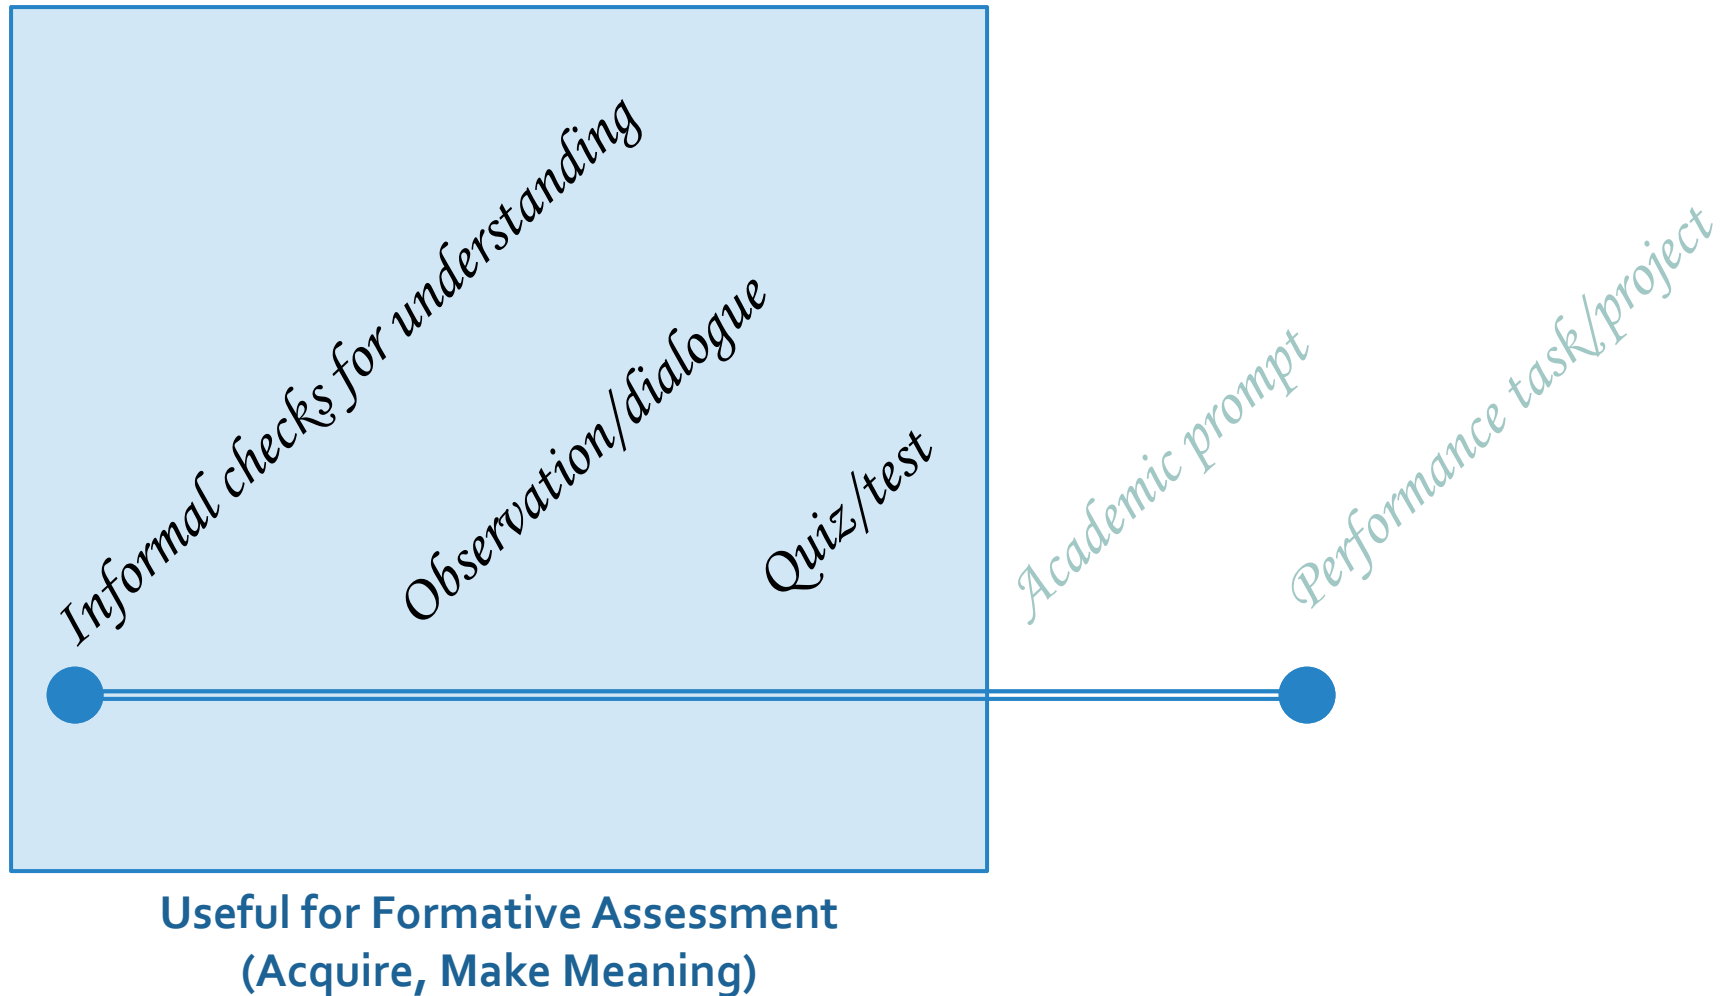 Informal checks for understanding
Observation/dialogue
Quiz/test
Academic prompt
Performance task/project
Useful for Formative Assessment
(Acquire, Make Meaning)